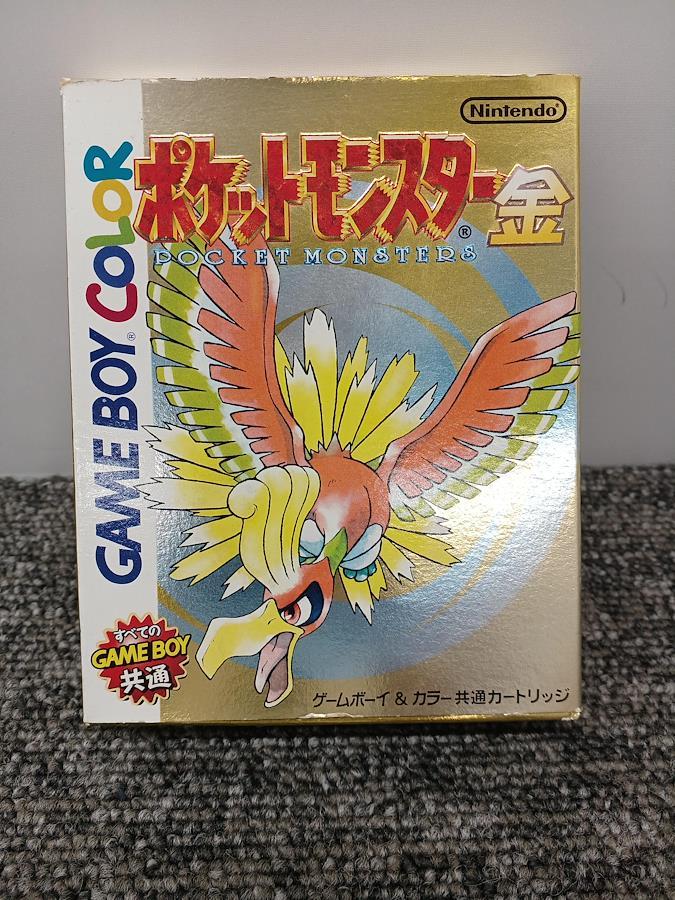 Nintendo®
ポケットモンスター金
®
POCKET MONSTERS
GAME BOY® COLOR
すべての
GAME BOY
共通
ゲームボーイ & カラー共通カートリッジ